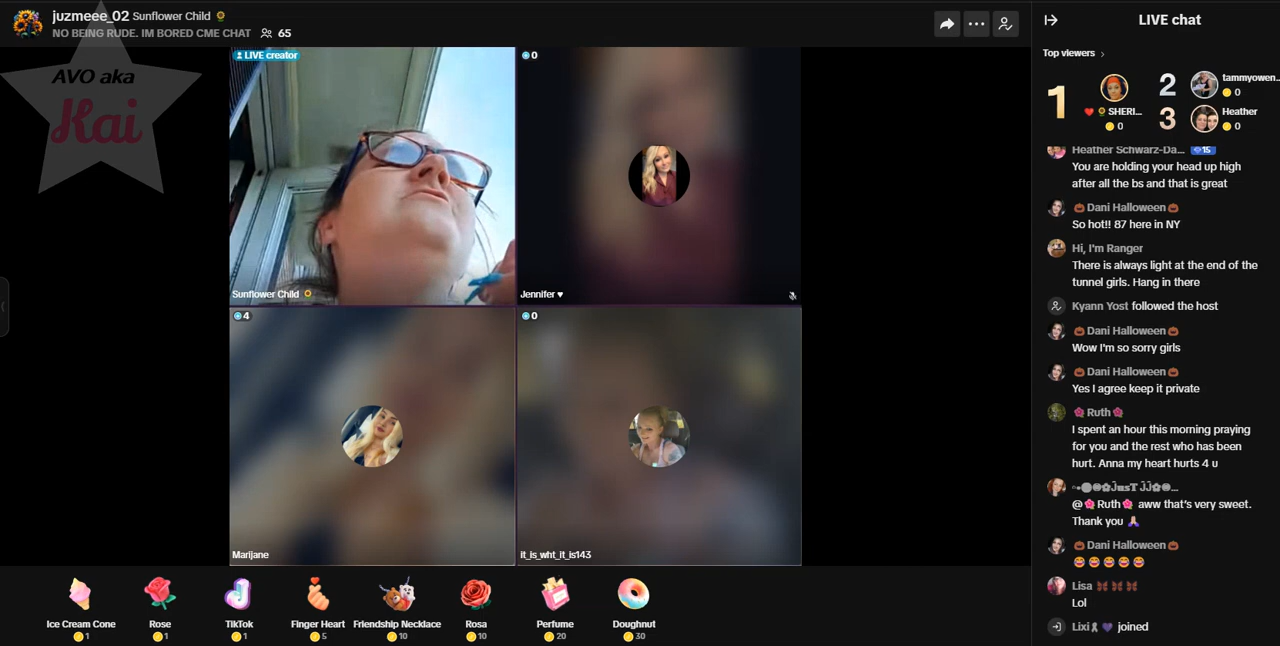 juzmeee_02 Sunflower Child 🌻
NO BEING RUDE. IM BORED CME CHAT 65
AVO aka
Kai
LIVE creator
0
Sunflower Child 🌻
Jennifer ♥
4
0
Marijane
it_is_wht_it_is143
Ice Cream Cone
1
Rose
1
TikTok
1
Finger Heart
5
Friendship Necklace
10
Rosa
10
Perfume
20
Doughnut
30
LIVE chat
Top viewers >
1
❤️ 🌻 SHERI...
0
2
tammyowen...
0
3
Heather
0
Heather Schwarz-Da... 15
You are holding your head up high
after all the bs and that is great
🎃 Dani Halloween 🎃
So hot!! 87 here in NY
Hi, I'm Ranger
There is always light at the end of the
tunnel girls. Hang in there
Kyann Yost followed the host
🎃 Dani Halloween 🎃
Wow I'm so sorry girls
🎃 Dani Halloween 🎃
Yes I agree keep it private
🌺 Ruth 🌺
I spent an hour this morning praying
for you and the rest who has been
hurt. Anna my heart hurts 4 u
@🌺Ruth🌺 aww that's very sweet.
Thank you
🎃 Dani Halloween 🎃
Lisa
Lol
Lixi joined